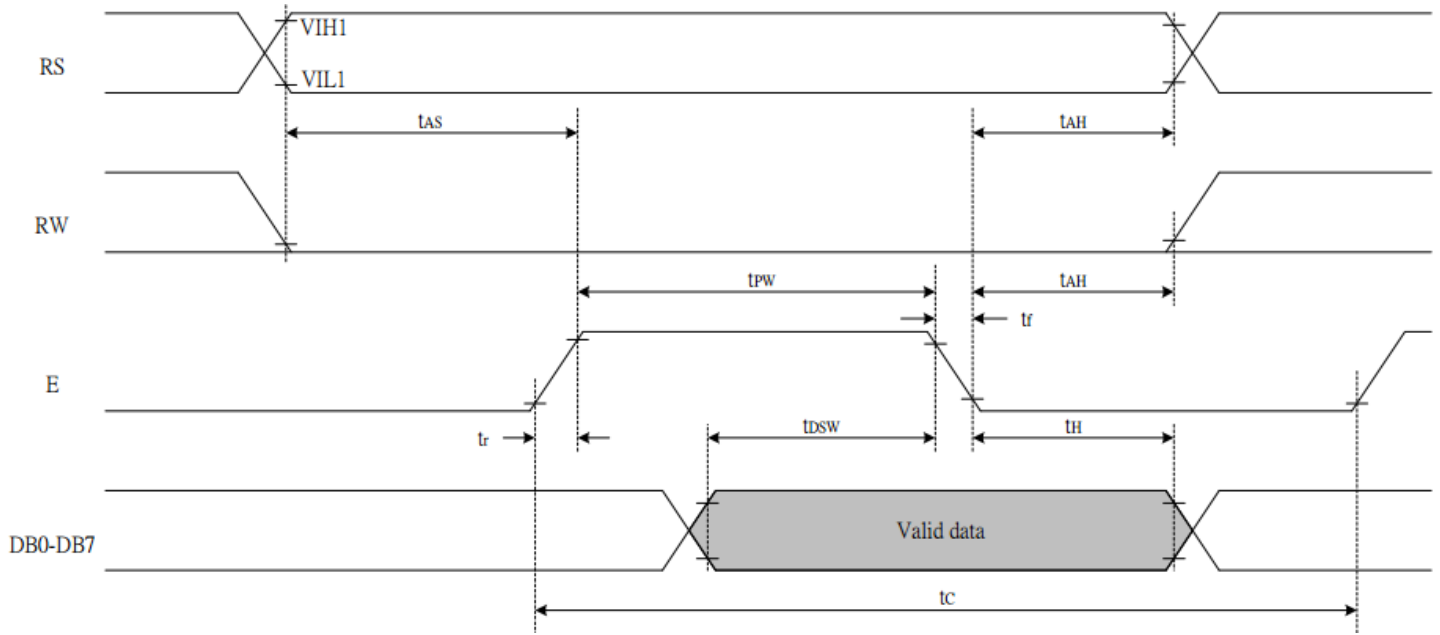 VIH1
RS
VIL1
tAS
tAH
RW
tPW
tAH
tf
E
tr
tDSW
tH
DB0-DB7
Valid data
tC